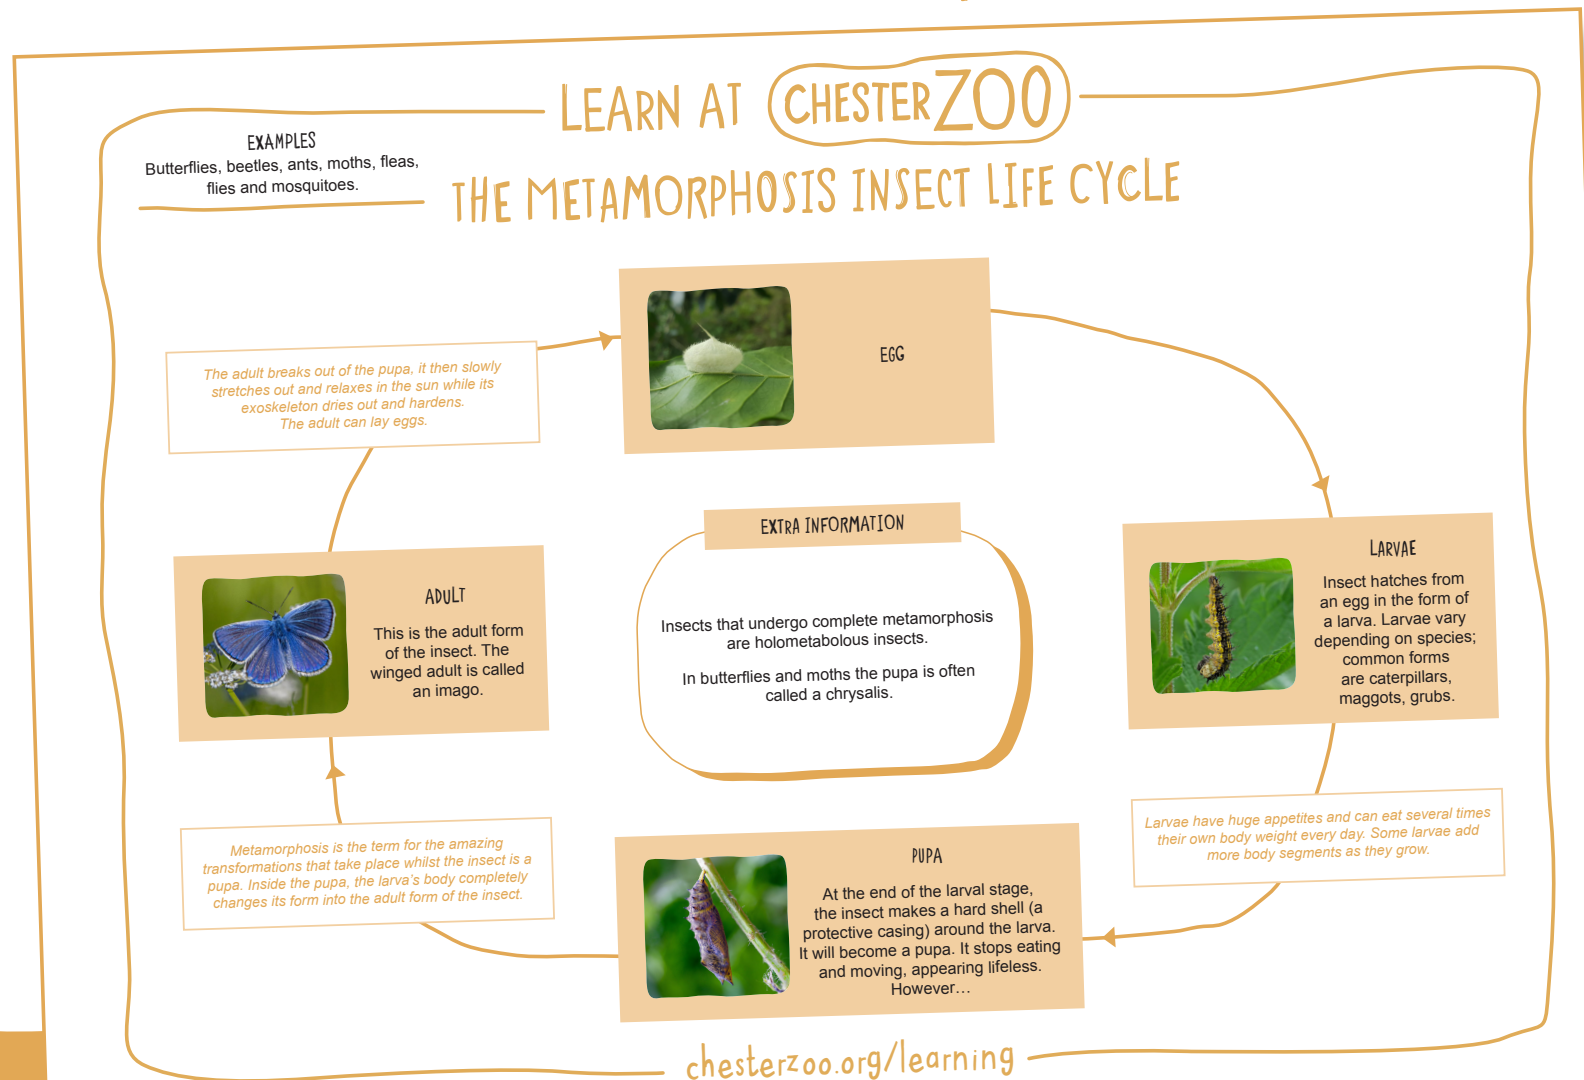 LEARN AT CHESTER ZOO
THE METAMORPHOSIS INSECT LIFE CYCLE
EXAMPLES
Butterflies, beetles, ants, moths, fleas,
flies and mosquitoes.
EGG
LARVAE
Insect hatches from
an egg in the form of
a larva. Larvae vary
depending on species;
common forms
are caterpillars,
maggots, grubs.
Larvae have huge appetites and can eat several times
their own body weight every day. Some larvae add
more body segments as they grow.
PUPA
At the end of the larval stage,
the insect makes a hard shell (a
protective casing) around the larva.
It will become a pupa. It stops eating
and moving, appearing lifeless.
However…
Metamorphosis is the term for the amazing
transformations that take place whilst the insect is a
pupa. Inside the pupa, the larva's body completely
changes its form into the adult form of the insect.
ADULT
This is the adult form
of the insect. The
winged adult is called
an imago.
The adult breaks out of the pupa, it then slowly
stretches out and relaxes in the sun while its
exoskeleton dries out and hardens.
The adult can lay eggs.
EXTRA INFORMATION
Insects that undergo complete metamorphosis
are holometabolous insects.
In butterflies and moths the pupa is often
called a chrysalis.
chesterzoo.org/learning